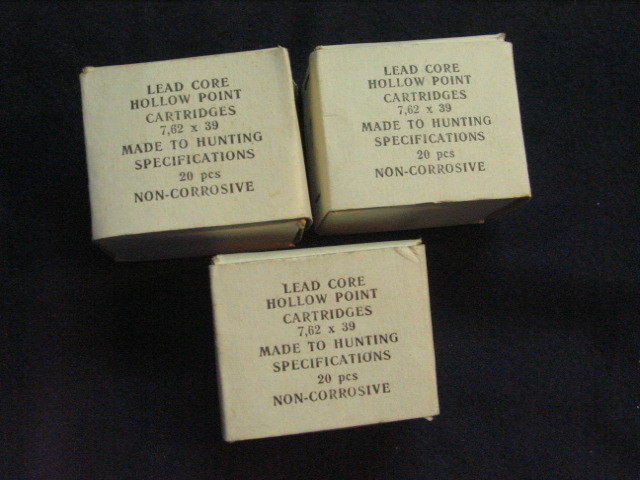 LEAD CORE
HOLLOW POINT
CARTRIDGES
7,62 x 39
MADE TO HUNTING
SPECIFICATIONS
20 pcs
NON-CORROSIVE
LEAD CORE
HOLLOW POINT
CARTRIDGES
7,62 x 39
MADE TO HUNTING
SPECIFICATIONS
20 pcs
NON-CORROSIVE
LEAD CORE
HOLLOW POINT
CARTRIDGES
7,62 x 39
MADE TO HUNTING
SPECIFICATIONS
20 pcs
NON-CORROSIVE